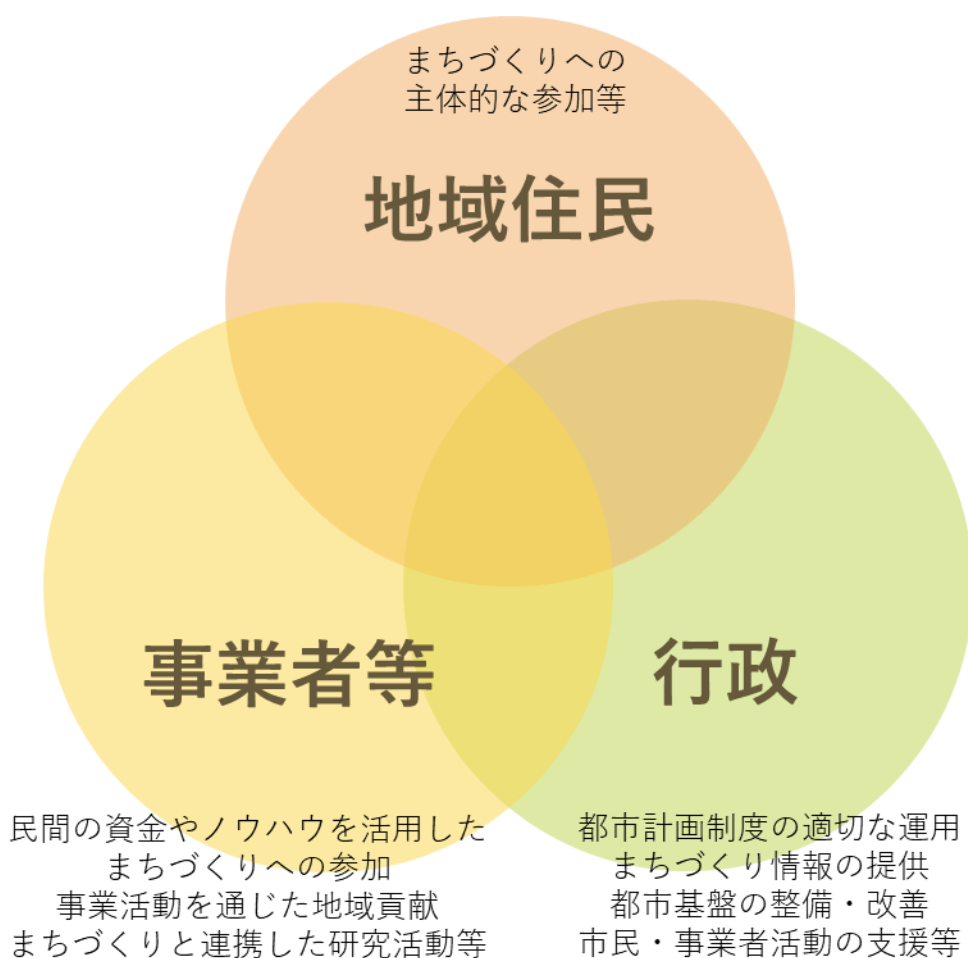 まちづくりへの
主体的な参加等
地域住民
事業者等
行政
民間の資金やノウハウを活用した
まちづくりへの参加
事業活動を通じた地域貢献
まちづくりと連携した研究活動等
都市計画制度の適切な運用
まちづくり情報の提供
都市基盤の整備・改善
市民・事業者活動の支援等